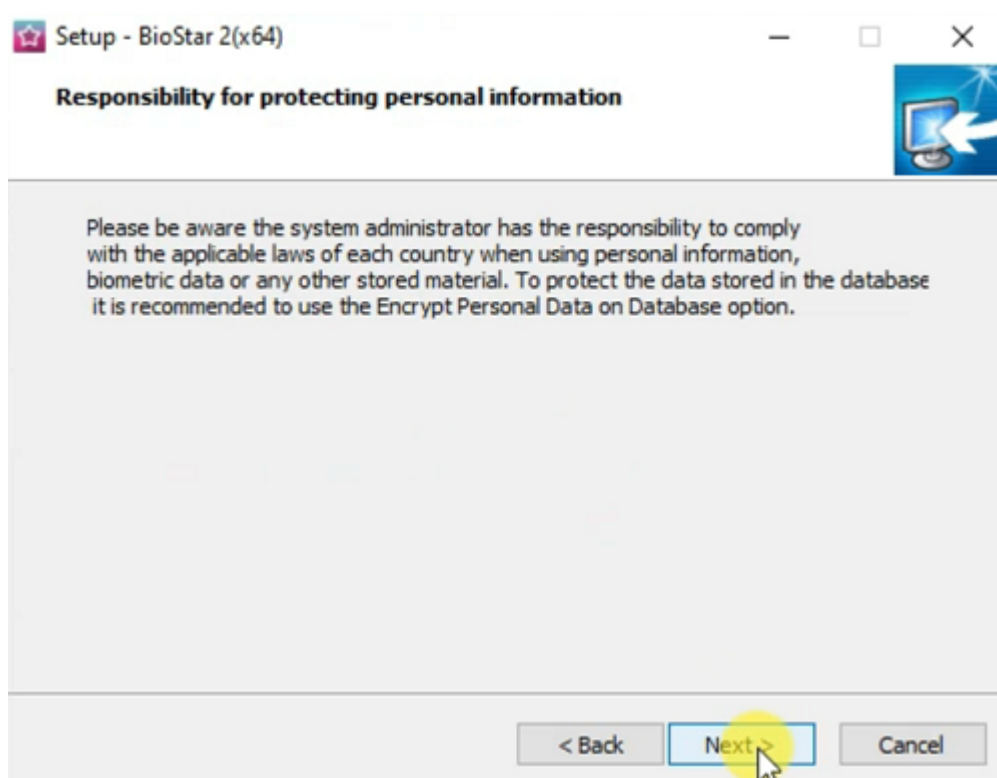 Setup - BioStar 2(x64)
Responsibility for protecting personal information
Please be aware the system administrator has the responsibility to comply
with the applicable laws of each country when using personal information,
biometric data or any other stored material. To protect the data stored in the database
it is recommended to use the Encrypt Personal Data on Database option.
< Back
Next >
Cancel